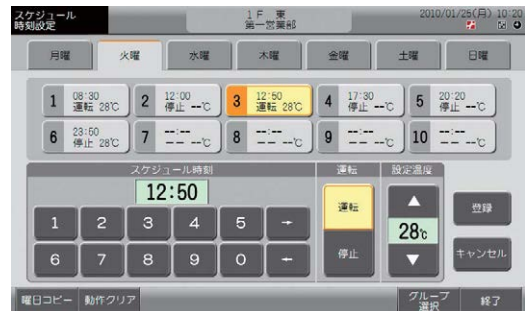 スケジュール
時刻設定
1F 東
第一営業部
2010/01/25(月) 10:20
月曜 火曜 水曜 木曜 金曜 土曜 日曜
1 08:30 運転 28℃
2 12:00 停止 --℃
3 12:50 運転 28℃
4 17:30 停止 --℃
5 20:20 停止 --℃
6 23:50 停止 28℃
7 --:-- -- --℃
8 --:-- -- --℃
9 --:-- -- --℃
10 --:-- -- --℃
スケジュール時刻 運転 設定温度
12:50
1 2 3 4 5 →
6 7 8 9 0 ←
運転
停止
▲
28℃
▼
登録
キャンセル
曜日コピー 動作クリア
グループ
選択
終了